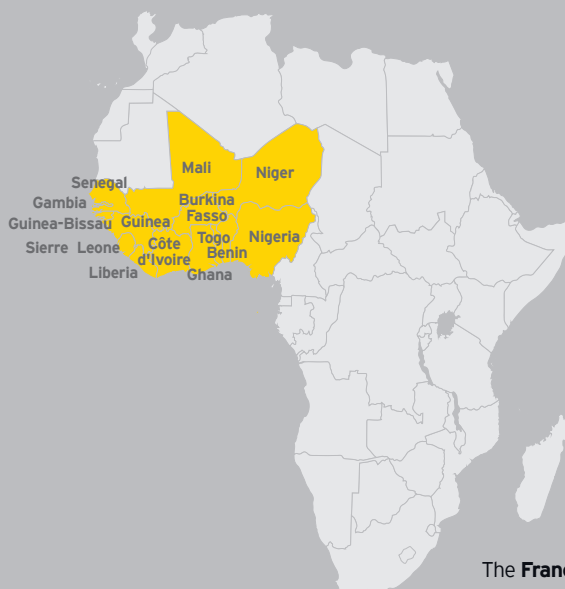 Mali
Niger
Senegal
Burkina
Fasso
Gambia
Guinea-Bissau
Guinea
Sierre Leone
Côte
d'Ivoire
Togo
Benin
Nigeria
Liberia
Ghana
The